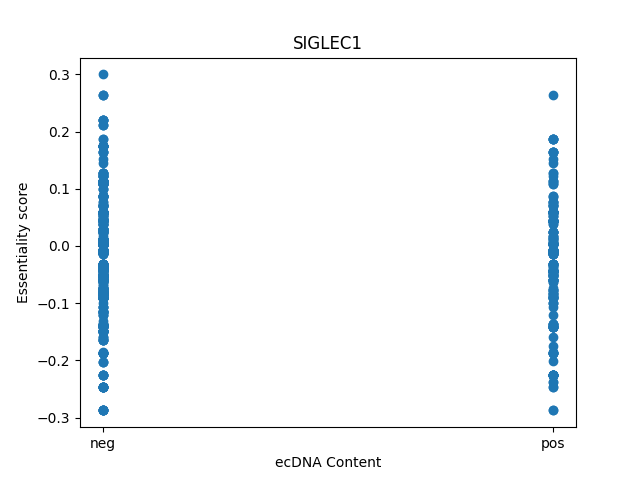 SIGLEC1
Essentiality score
0.3
0.2
0.1
0.0
−0.1
−0.2
−0.3
neg
pos
ecDNA Content